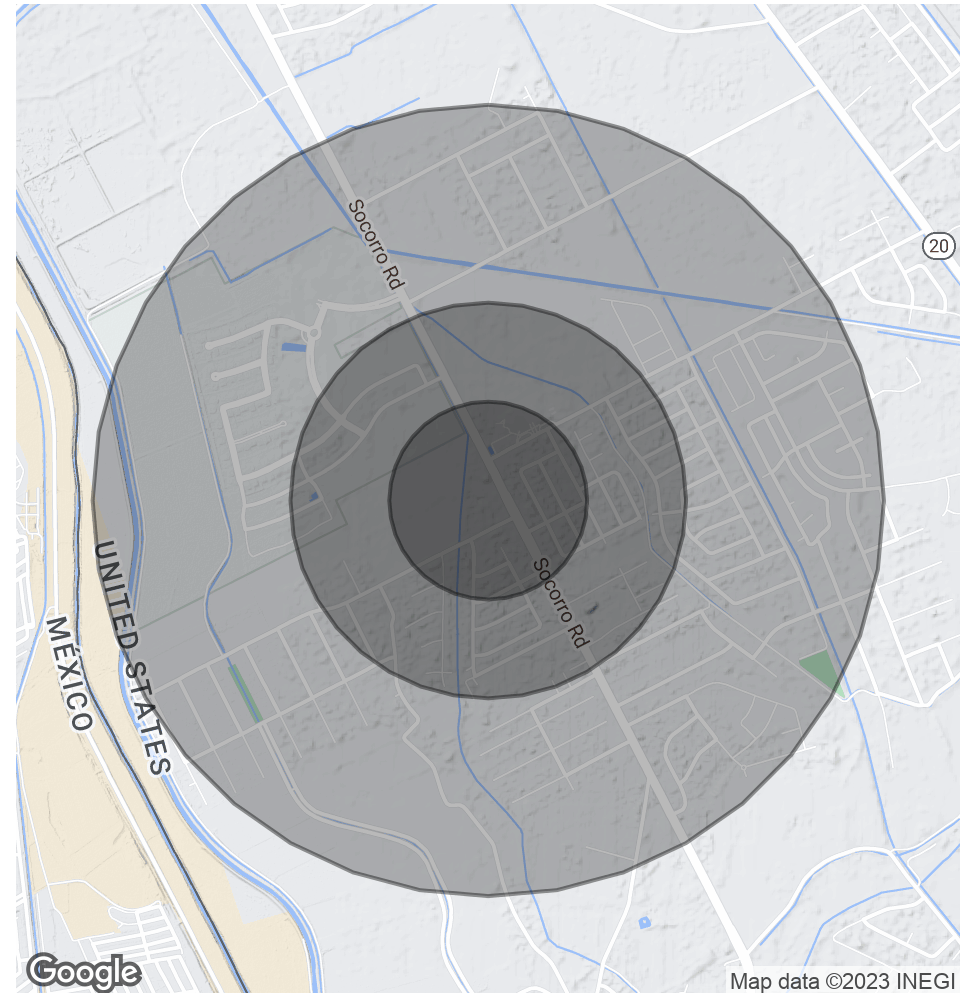 Socorro Rd
20
Socorro Rd
UNITED STATES
MÉXICO
Google
Map data ©2023 INEGI